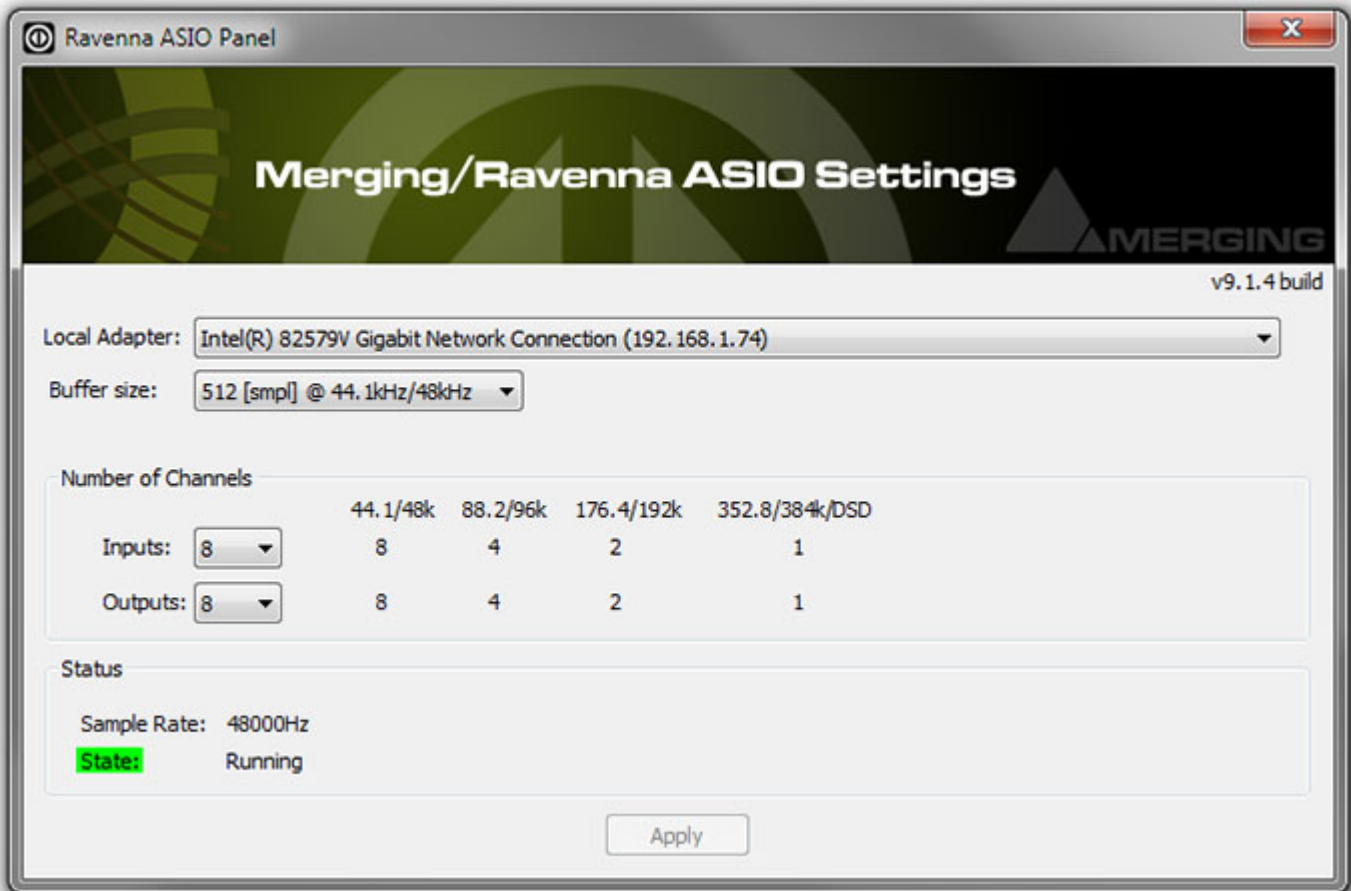 Ravenna ASIO Panel
Merging/Ravenna ASIO Settings
MERGING
v9.1.4 build
Local Adapter: Intel(R) 82579V Gigabit Network Connection (192.168.1.74)
Buffer size: 512 [smpl] @ 44.1kHz/48kHz
Number of Channels
44.1/48k 88.2/96k 176.4/192k 352.8/384k/DSD
Inputs: 8 8 4 2 1
Outputs: 8 8 4 2 1
Status
Sample Rate: 48000Hz
State: Running
Apply